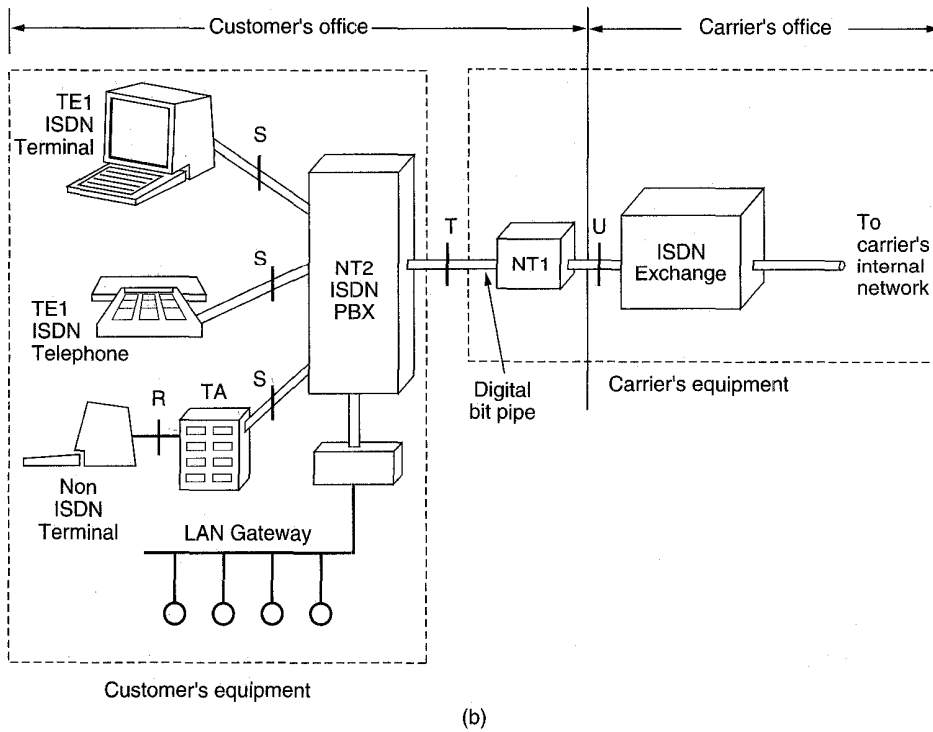 Customer's office
Carrier's office
TE1
ISDN
Terminal
S
TE1
ISDN
Telephone
S
Non
ISDN
Terminal
R
TA
S
NT2
ISDN
PBX
LAN Gateway
T
Digital
bit pipe
NT1
U
ISDN
Exchange
To
carrier's
internal
network
Carrier's equipment
Customer's equipment
(b)